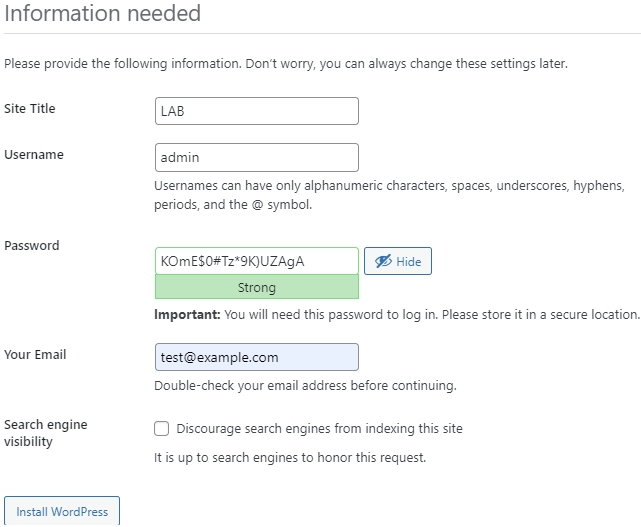 Information needed
Please provide the following information. Don’t worry, you can always change these settings later.
Site Title
LAB
Username
admin
Usernames can have only alphanumeric characters, spaces, underscores, hyphens,
periods, and the @ symbol.
Password
KOmE$0#Tz*9K)UZAgA
Hide
Strong
Important: You will need this password to log in. Please store it in a secure location.
Your Email
test@example.com
Double-check your email address before continuing.
Search engine
visibility
Discourage search engines from indexing this site
It is up to search engines to honor this request.
Install WordPress